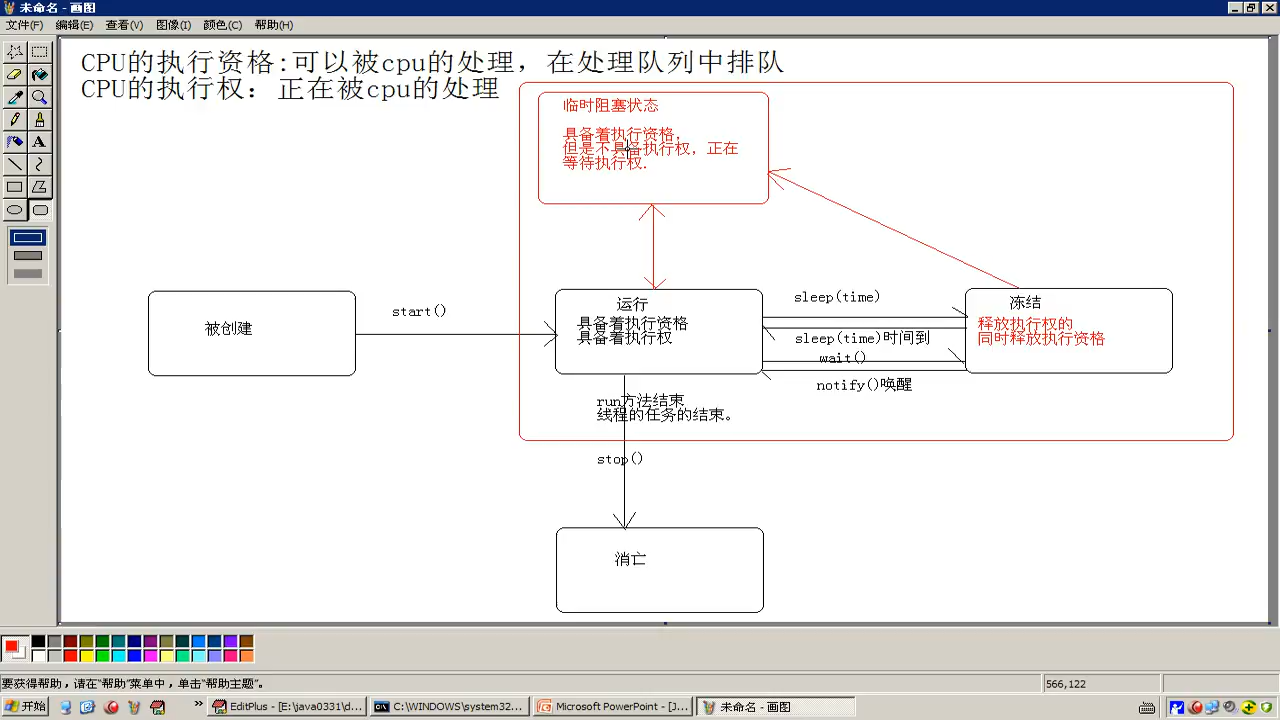 未命名 - 画图
文件(F) 编辑(E) 查看(V) 图像(I) 颜色(C) 帮助(H)
CPU的执行资格:可以被cpu的处理，在处理队列中排队
CPU的执行权：正在被cpu的处理
临时阻塞状态
具备着执行资格，
但是不具备执行权，正在
等待执行权.
被创建
start()
运行
具备着执行资格
具备着执行权
sleep(time)
sleep(time)时间到
wait()
notify()唤醒
冻结
释放执行权的
同时释放执行资格
run方法结束
线程的任务的结束。
stop()
消亡
要获得帮助，请在“帮助”菜单中，单击“帮助主题”。
566,122
开始
EditPlus - [E:\java0331\d...
C:\WINDOWS\system32...
Microsoft PowerPoint - [J...
未命名 - 画图